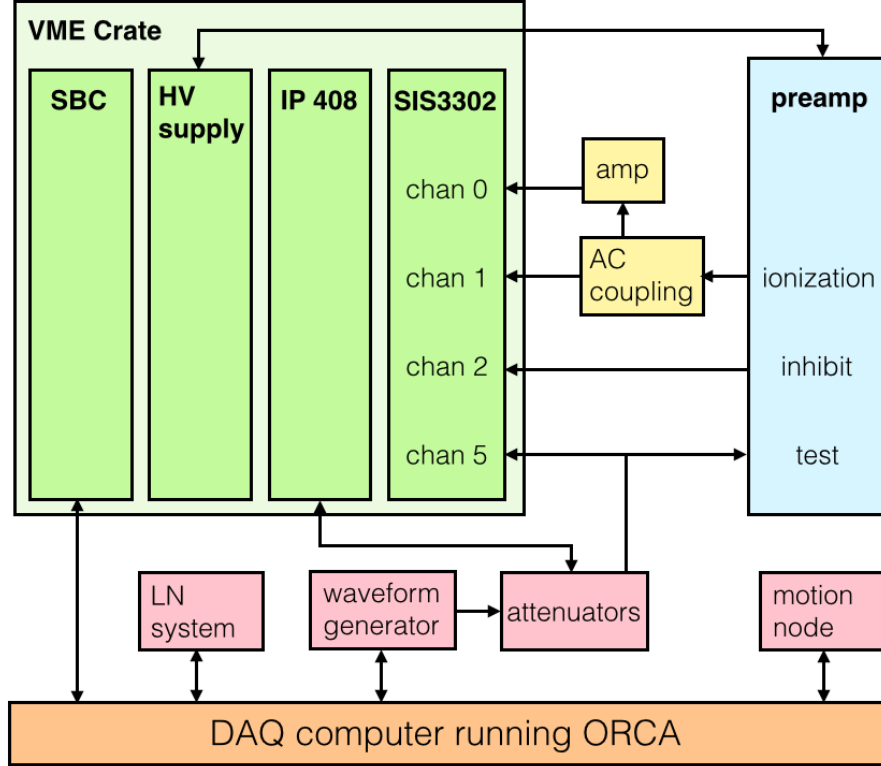 VME Crate
SBC
HV
supply
IP 408
SIS3302
preamp
chan 0
amp
chan 1
AC
coupling
ionization
chan 2
inhibit
chan 5
test
LN
system
waveform
generator
attenuators
motion
node
DAQ computer running ORCA